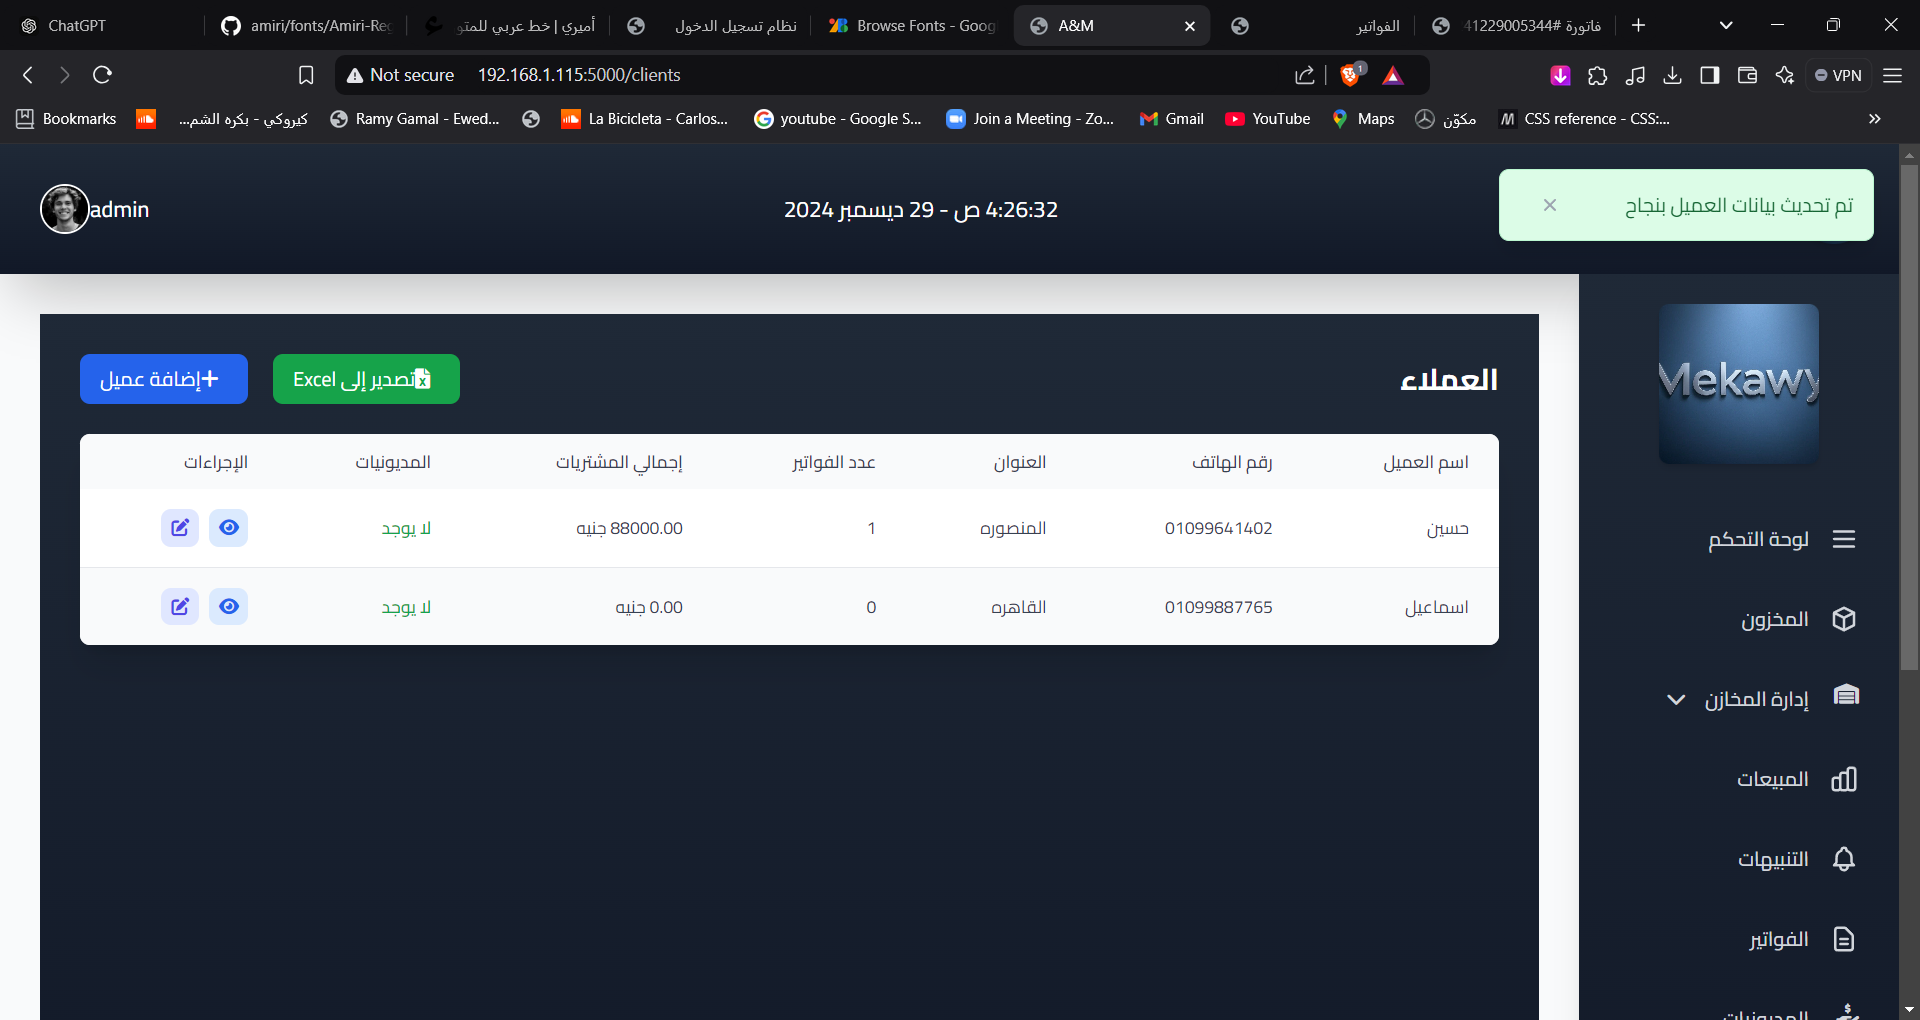 ChatGPT
amiri/fonts/Amiri-Reg
أميري | خط عربي للمتو
نظام تسجيل الدخول
Browse Fonts - Goog
A&M
الفواتير
فاتورة #41229005344
Not secure
192.168.1.115:5000/clients
1
VPN
Bookmarks
كيروكي - بكره الشم...
Ramy Gamal - Ewed...
La Bicicleta - Carlos...
youtube - Google S...
Join a Meeting - Zo...
Gmail
YouTube
Maps
مكوّن
CSS reference - CSS:...
admin
4:26:32 ص - 29 ديسمبر 2024
تم تحديث بيانات العميل بنجاح
Mekawy
العملاء
تصدير إلى Excel
إضافة عميل
اسم العميل رقم الهاتف العنوان عدد الفواتير إجمالي المشتريات المديونيات الإجراءات
حسين 01099641402 المنصوره 1 88000.00 جنيه لا يوجد
اسماعيل 01099887765 القاهره 0 0.00 جنيه لا يوجد
لوحة التحكم
المخزون
إدارة المخازن
المبيعات
التنبيهات
الفواتير
المديونيات